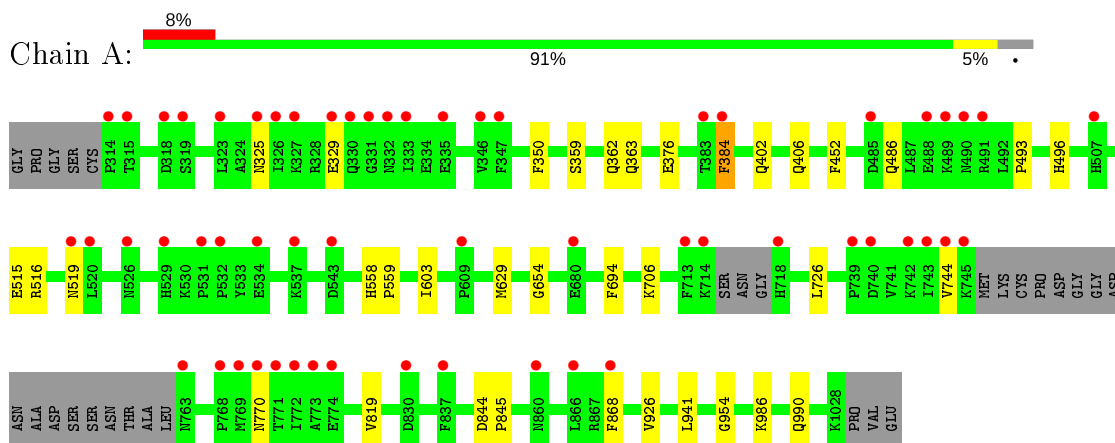 8%
Chain A:
91% 5% •
GLY PRO GLY SER CYS P314 T315 D318 S319 L323 A324 N325 I326 K327 R328 E329 Q330 G331 N332 I333 E334 E335 V346 F347 F350 S359 Q362 Q363 E376 T383 F384 Q402 Q406 F452 D485 Q486 L487 E488 K489 N490 R491 L492 P493 H496 H507
E515 R516 N519 L520 N526 H529 K530 P531 P532 Y533 E534 K537 D543 H558 P559 I603 P609 M629 G654 E680 F694 K706 F713 K714 SER ASN GLY H718 L726 P739 D740 V741 K742 I743 V744 K745 MET LYS CYS PRO ASP GLY GLY ASP
ASN ALA ASP SER SER ASN THR ALA LEU N763 P768 M769 N770 T771 I772 A773 E774 V819 D830 F837 D844 P845 N860 L866 R867 F868 V926 L941 G954 K986 Q990 K1028 PRO VAL GLU